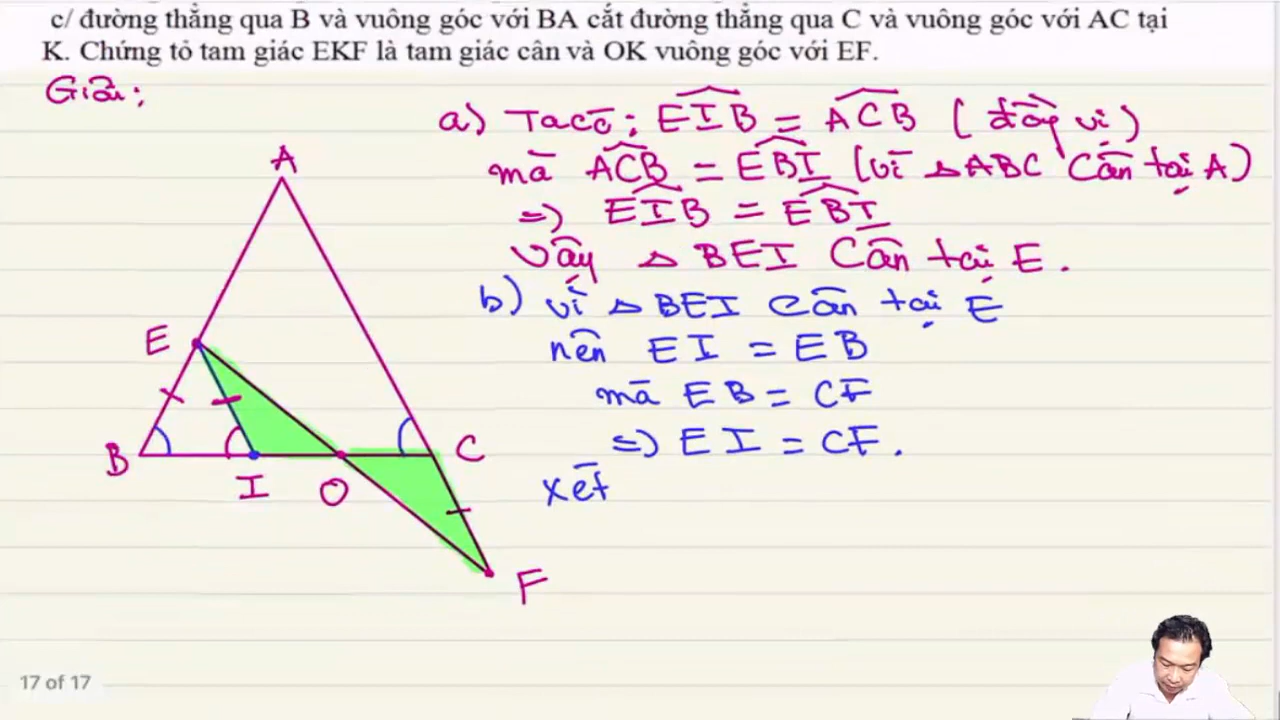 c/ đường thẳng qua B và vuông góc với BA cắt đường thẳng qua C và vuông góc với AC tại
K. Chứng tỏ tam giác EKF là tam giác cân và OK vuông góc với EF.
Giải:
a) Ta có: EIB = ACB (đồng vị)
mà ACB = EBI (vì △ABC cân tại A)
=) EIB = EBI
Vậy △BEI cân tại E.
b) vì △BEI cân tại E
nên EI = EB
mà EB = CF
=) EI = CF.
xét
A
E
B
I
O
C
F
17 of 17